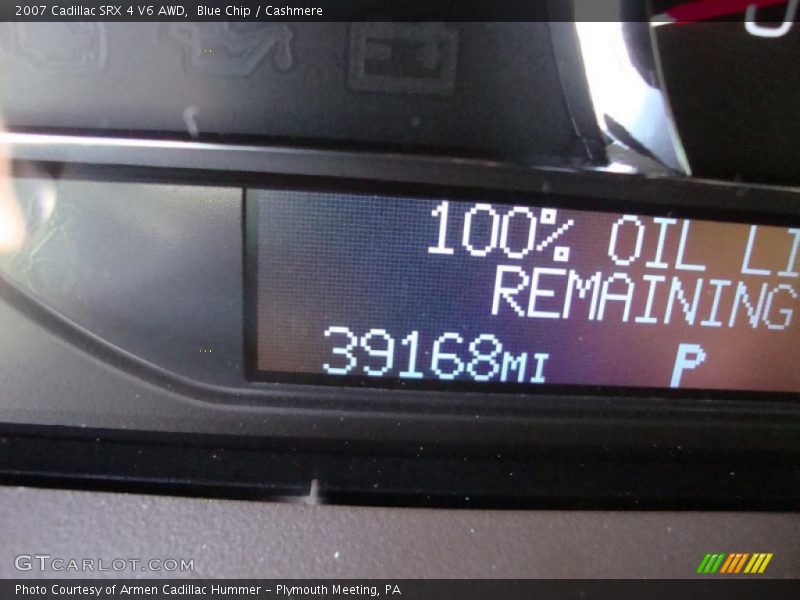 2007 Cadillac SRX 4 V6 AWD, Blue Chip / Cashmere
100% OIL LI
REMAINING
39168MI P
GTCARLOT.COM
Photo Courtesy of Armen Cadillac Hummer - Plymouth Meeting, PA